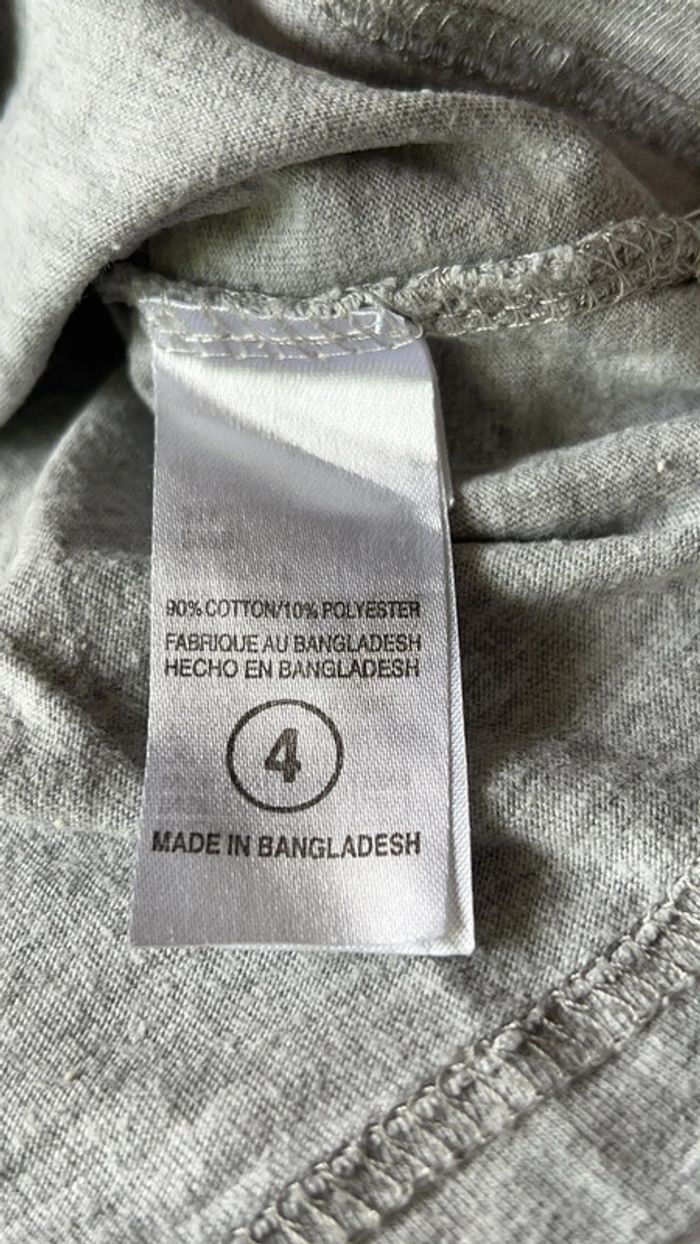 90% COTTON/10% POLYESTER
FABRIQUE AU BANGLADESH
HECHO EN BANGLADESH
4
MADE IN BANGLADESH